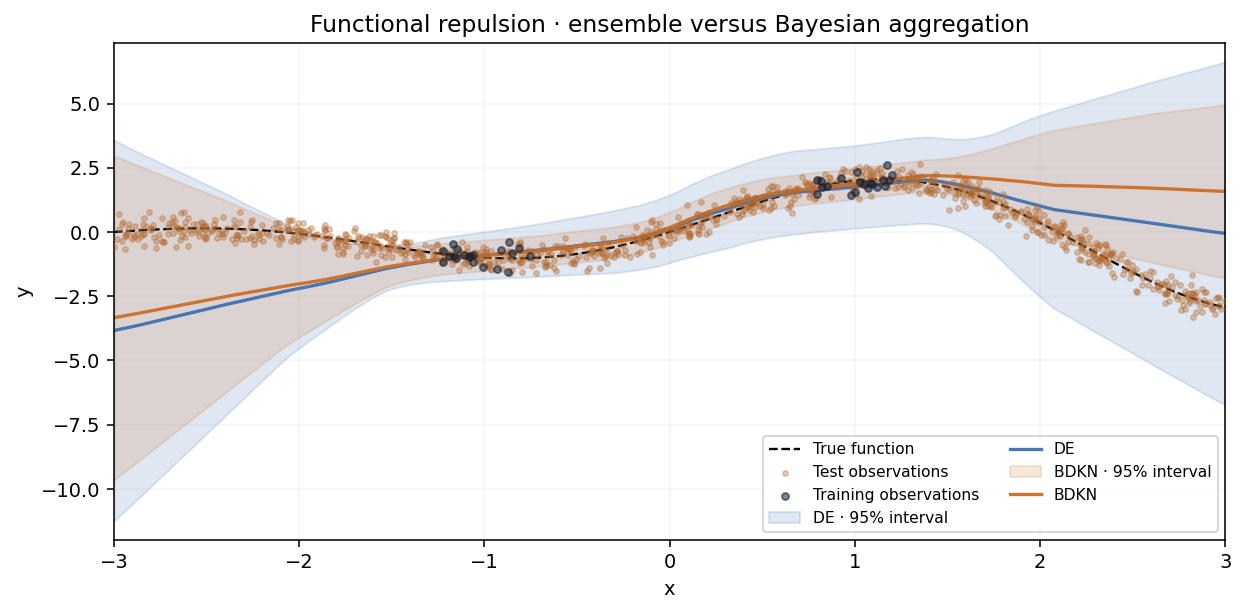 Functional repulsion · ensemble versus Bayesian aggregation
5.0
2.5
0.0
−2.5
−5.0
−7.5
−10.0
y
True function
Test observations
Training observations
DE · 95% interval
DE
BDKN · 95% interval
BDKN
−3 −2 −1 0 1 2 3
x